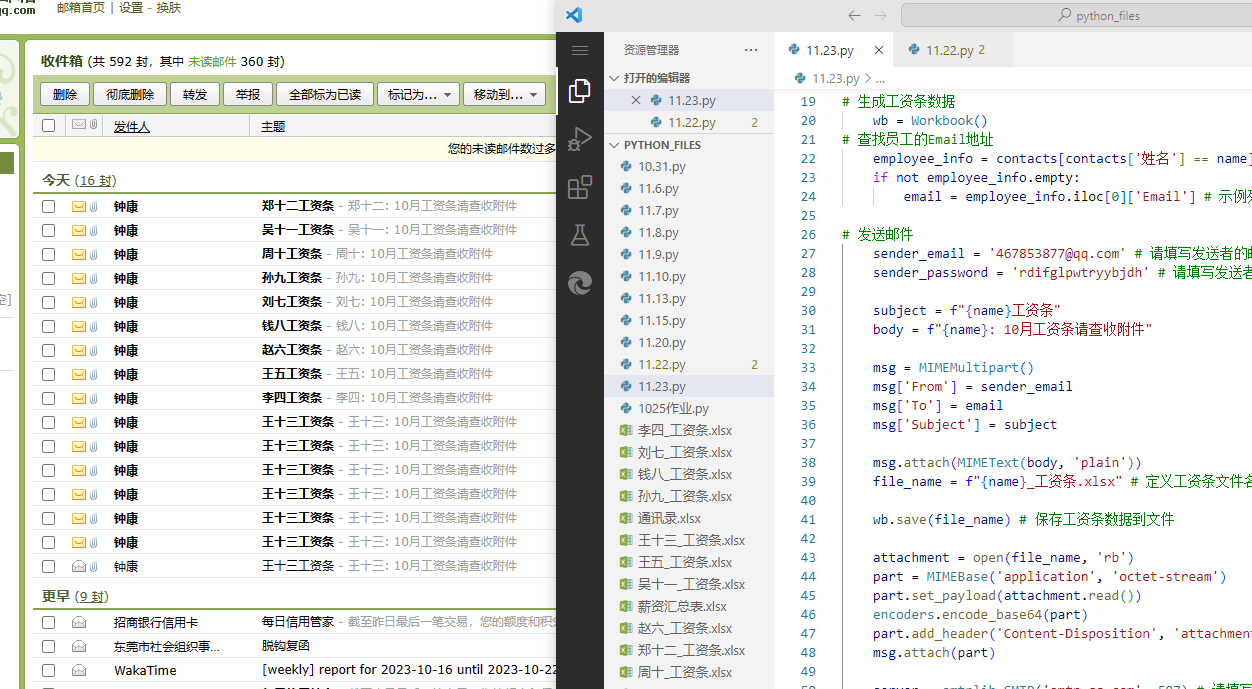 qq.com
邮箱首页 | 设置 - 换肤
收件箱 (共 592 封，其中 未读邮件 360 封)
删除 彻底删除 转发 举报 全部标为已读 标记为... 移动到...
发件人 主题
您的未读邮件数过多
今天 (16 封)
钟康 郑十二工资条 - 郑十二：10月工资条请查收附件
钟康 吴十一工资条 - 吴十一：10月工资条请查收附件
钟康 周十工资条 - 周十：10月工资条请查收附件
钟康 孙九工资条 - 孙九：10月工资条请查收附件
钟康 刘七工资条 - 刘七：10月工资条请查收附件
钟康 钱八工资条 - 钱八：10月工资条请查收附件
钟康 赵六工资条 - 赵六：10月工资条请查收附件
钟康 王五工资条 - 王五：10月工资条请查收附件
钟康 李四工资条 - 李四：10月工资条请查收附件
钟康 王十三工资条 - 王十三：10月工资条请查收附件
钟康 王十三工资条 - 王十三：10月工资条请查收附件
钟康 王十三工资条 - 王十三：10月工资条请查收附件
钟康 王十三工资条 - 王十三：10月工资条请查收附件
钟康 王十三工资条 - 王十三：10月工资条请查收附件
钟康 王十三工资条 - 王十三：10月工资条请查收附件
钟康 王十三工资条 - 王十三：10月工资条请查收附件
更早 (9 封)
招商银行信用卡 每日信用管家 - 截至昨日最后一笔交易，您的额度和积分
东莞市社会组织事... 脱钩复函
WakaTime [weekly] report for 2023-10-16 until 2023-10-22
空]
python_files
资源管理器 ...
打开的编辑器
11.23.py
11.22.py 2
PYTHON_FILES
10.31.py
11.6.py
11.7.py
11.8.py
11.9.py
11.10.py
11.13.py
11.15.py
11.20.py
11.22.py 2
11.23.py
1025作业.py
李四_工资条.xlsx
刘七_工资条.xlsx
钱八_工资条.xlsx
孙九_工资条.xlsx
通讯录.xlsx
王十三_工资条.xlsx
王五_工资条.xlsx
吴十一_工资条.xlsx
薪资汇总表.xlsx
赵六_工资条.xlsx
郑十二_工资条.xlsx
周十_工资条.xlsx
11.23.py 11.22.py 2
11.23.py > ...
19 # 生成工资条数据
20 wb = Workbook()
21 # 查找员工的Email地址
22 employee_info = contacts[contacts['姓名'] == name]
23 if not employee_info.empty:
24 email = employee_info.iloc[0]['Email'] # 示例列
25
26 # 发送邮件
27 sender_email = '467853877@qq.com' # 请填写发送者的邮
28 sender_password = 'rdifglpwtryybjdh' # 请填写发送者
29
30 subject = f"{name}工资条"
31 body = f"{name}: 10月工资条请查收附件"
32
33 msg = MIMEMultipart()
34 msg['From'] = sender_email
35 msg['To'] = email
36 msg['Subject'] = subject
37
38 msg.attach(MIMEText(body, 'plain'))
39 file_name = f"{name}_工资条.xlsx" # 定义工资条文件名
40
41 wb.save(file_name) # 保存工资条数据到文件
42
43 attachment = open(file_name, 'rb')
44 part = MIMEBase('application', 'octet-stream')
45 part.set_payload(attachment.read())
46 encoders.encode_base64(part)
47 part.add_header('Content-Disposition', 'attachment
48 msg.attach(part)
49